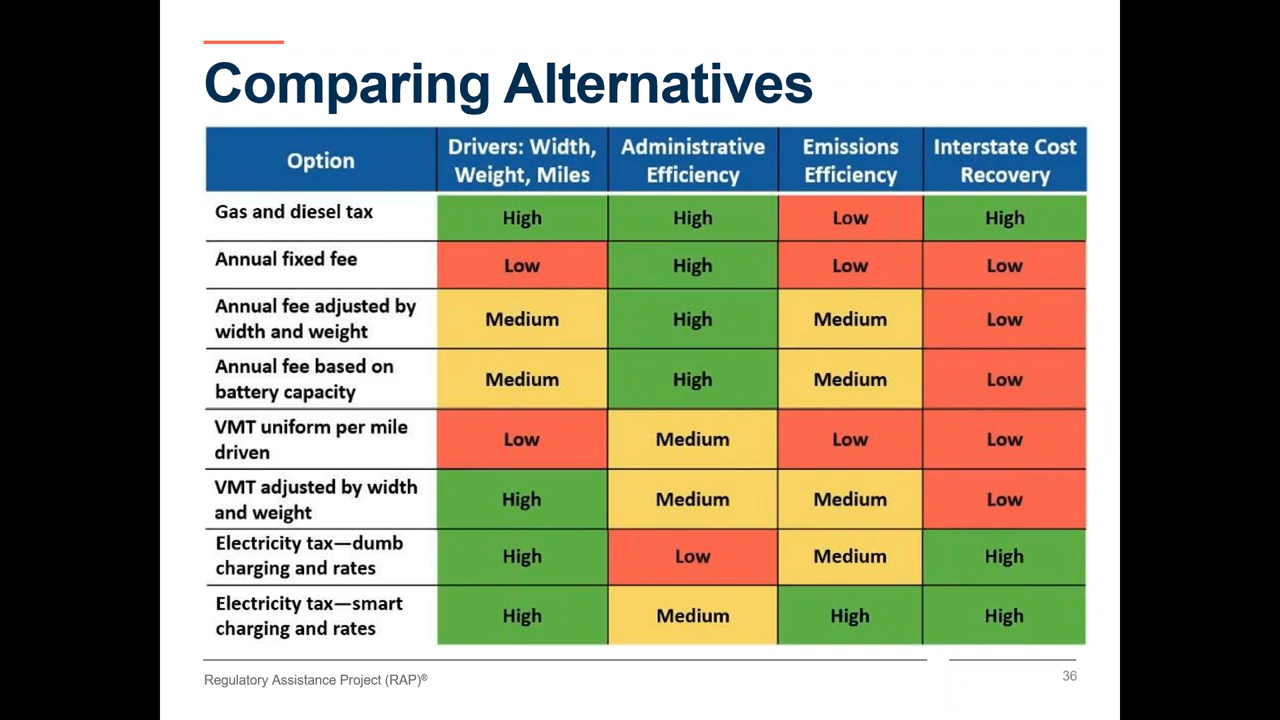 Comparing Alternatives
Option
Drivers: Width,
Weight, Miles
Administrative
Efficiency
Emissions
Efficiency
Interstate Cost
Recovery
Gas and diesel tax
High
High
Low
High
Annual fixed fee
Low
High
Low
Low
Annual fee adjusted by
width and weight
Medium
High
Medium
Low
Annual fee based on
battery capacity
Medium
High
Medium
Low
VMT uniform per mile
driven
Low
Medium
Low
Low
VMT adjusted by width
and weight
High
Medium
Medium
Low
Electricity tax—dumb
charging and rates
High
Low
Medium
High
Electricity tax—smart
charging and rates
High
Medium
High
High
Regulatory Assistance Project (RAP)®
36